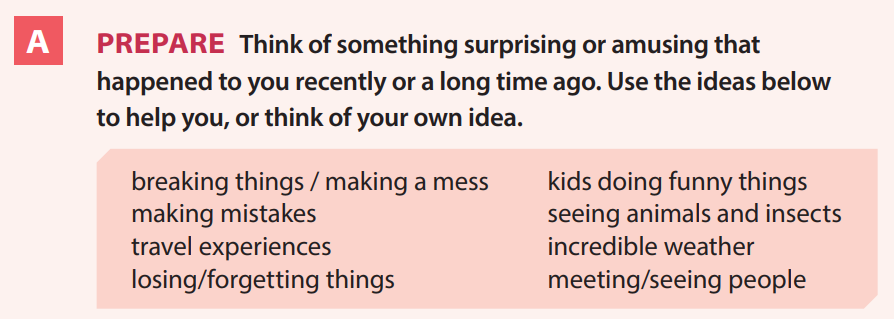 A
PREPARE Think of something surprising or amusing that
happened to you recently or a long time ago. Use the ideas below
to help you, or think of your own idea.
breaking things / making a mess
making mistakes
travel experiences
losing/forgetting things
kids doing funny things
seeing animals and insects
incredible weather
meeting/seeing people